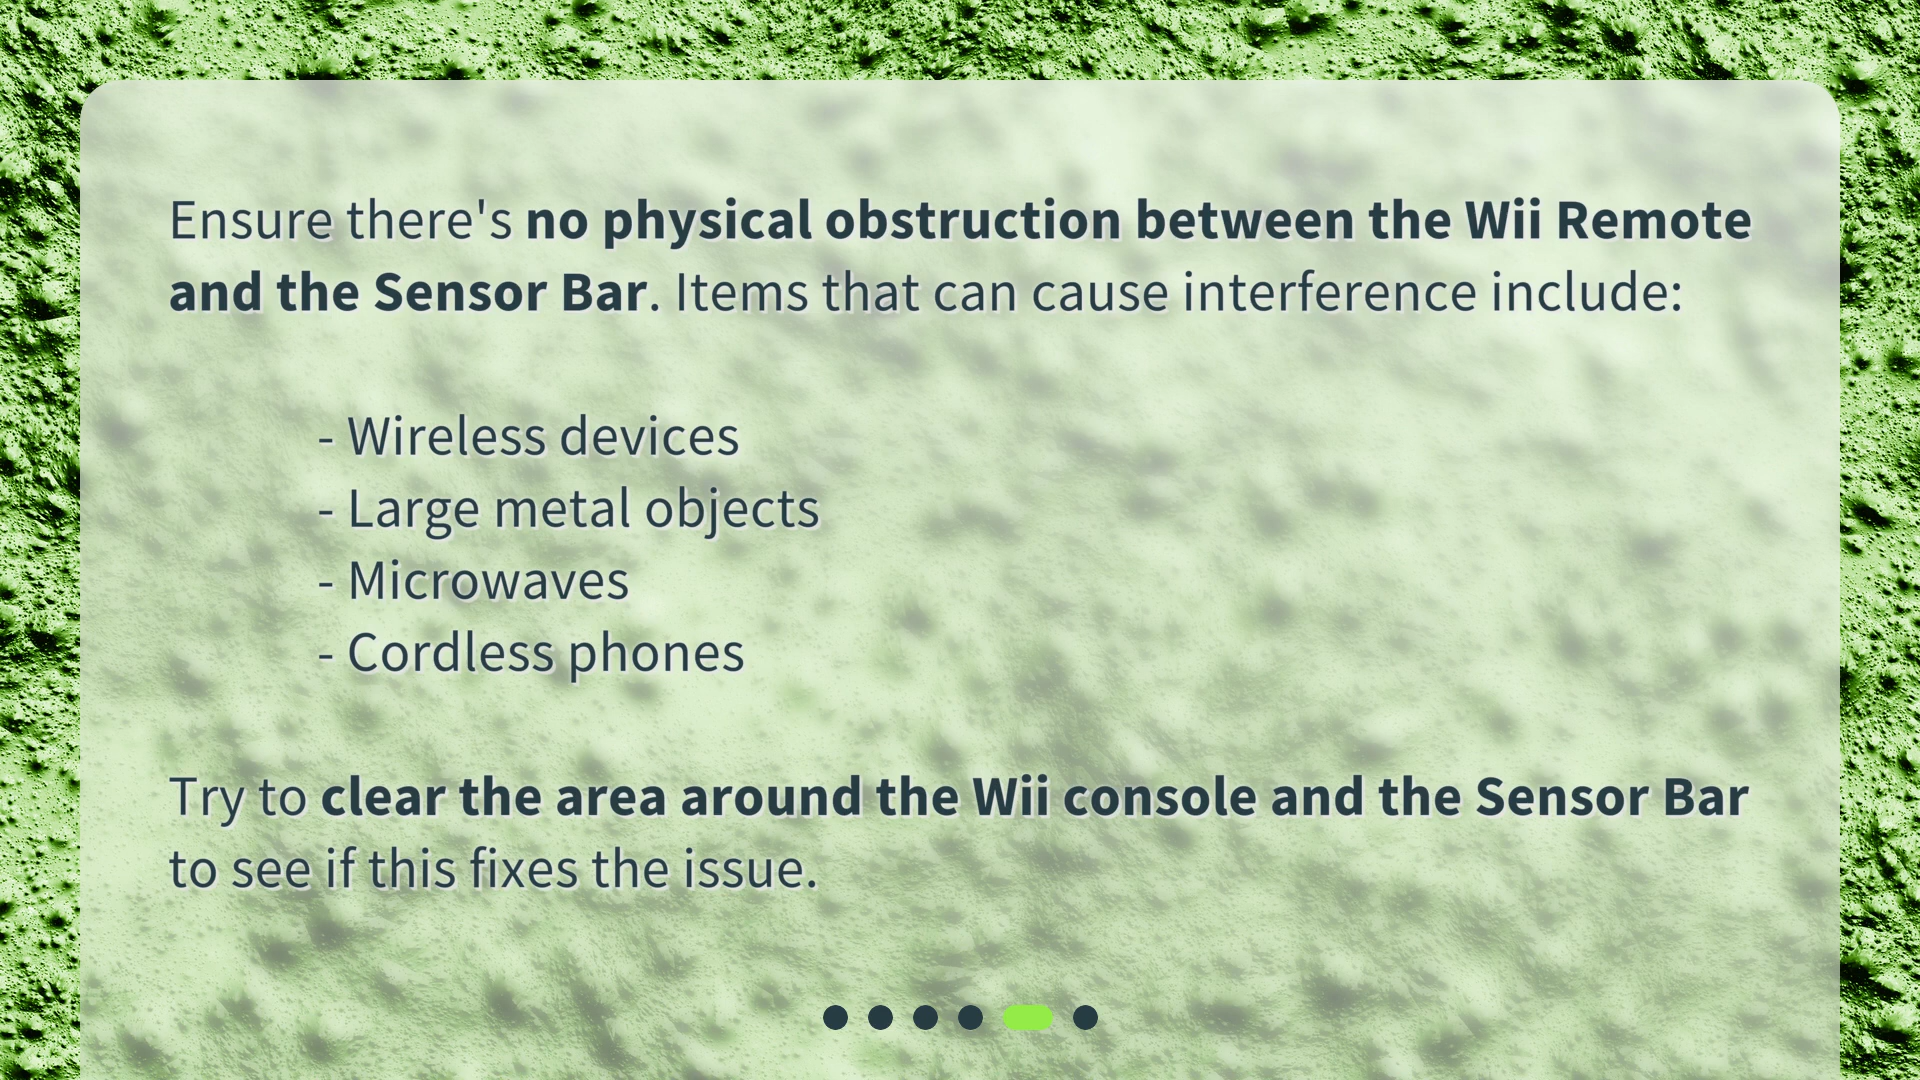 Ensure there's no physical obstruction between the Wii Remote
and the Sensor Bar. Items that can cause interference include:
- Wireless devices
- Large metal objects
- Microwaves
- Cordless phones
Try to clear the area around the Wii console and the Sensor Bar
to see if this fixes the issue.